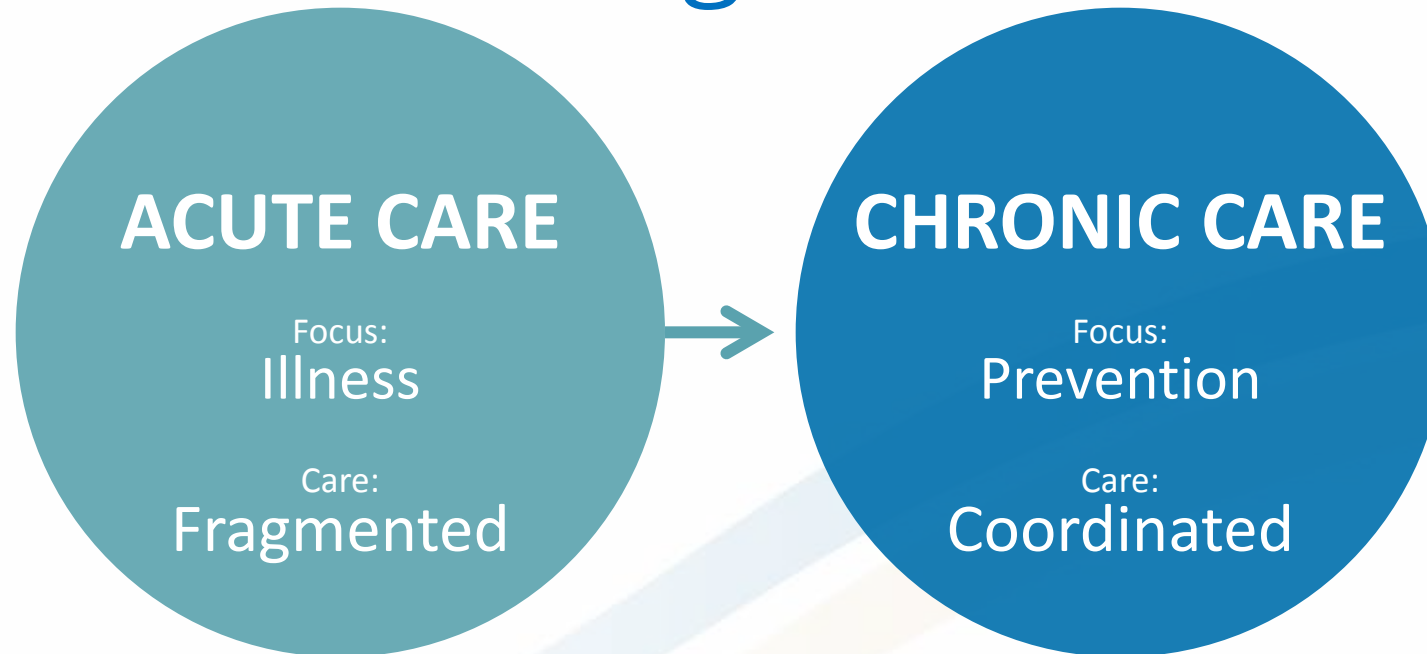 ACUTE CARE
Focus:
Illness
Care:
Fragmented
CHRONIC CARE
Focus:
Prevention
Care:
Coordinated